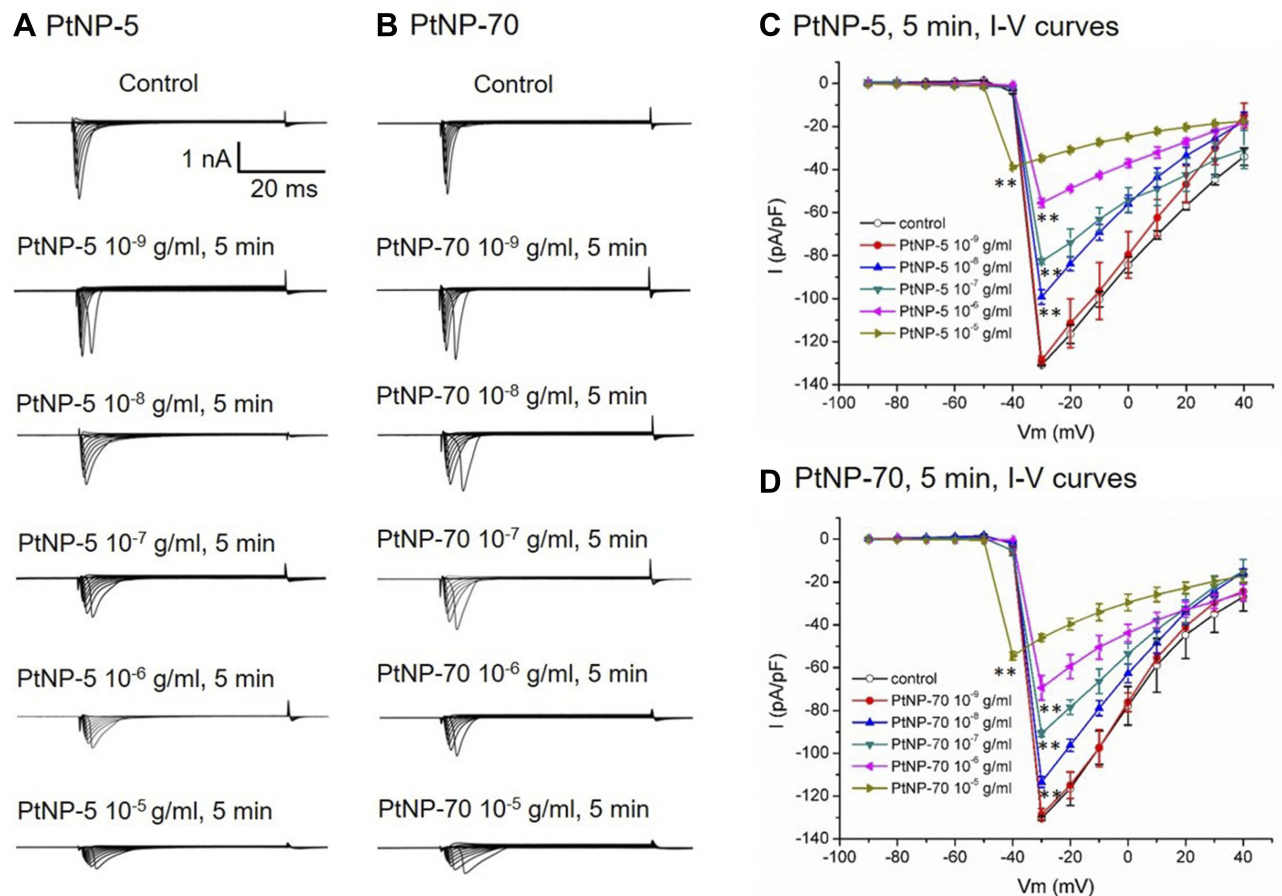 A PtNP-5
Control
1 nA
20 ms
PtNP-5 10⁻⁹ g/ml, 5 min
PtNP-5 10⁻⁸ g/ml, 5 min
PtNP-5 10⁻⁷ g/ml, 5 min
PtNP-5 10⁻⁶ g/ml, 5 min
PtNP-5 10⁻⁵ g/ml, 5 min
B PtNP-70
Control
PtNP-70 10⁻⁹ g/ml, 5 min
PtNP-70 10⁻⁸ g/ml, 5 min
PtNP-70 10⁻⁷ g/ml, 5 min
PtNP-70 10⁻⁶ g/ml, 5 min
PtNP-70 10⁻⁵ g/ml, 5 min
C PtNP-5, 5 min, I-V curves
I (pA/pF)
0
-20
-40
-60
-80
-100
-120
-140
**
**
**
**
control
PtNP-5 10⁻⁹ g/ml
PtNP-5 10⁻⁸ g/ml
PtNP-5 10⁻⁷ g/ml
PtNP-5 10⁻⁶ g/ml
PtNP-5 10⁻⁵ g/ml
-100 -80 -60 -40 -20 0 20 40
Vm (mV)
D PtNP-70, 5 min, I-V curves
I (pA/pF)
0
-20
-40
-60
-80
-100
-120
-140
**
**
**
**
control
PtNP-70 10⁻⁹ g/ml
PtNP-70 10⁻⁸ g/ml
PtNP-70 10⁻⁷ g/ml
PtNP-70 10⁻⁶ g/ml
PtNP-70 10⁻⁵ g/ml
-100 -80 -60 -40 -20 0 20 40
Vm (mV)